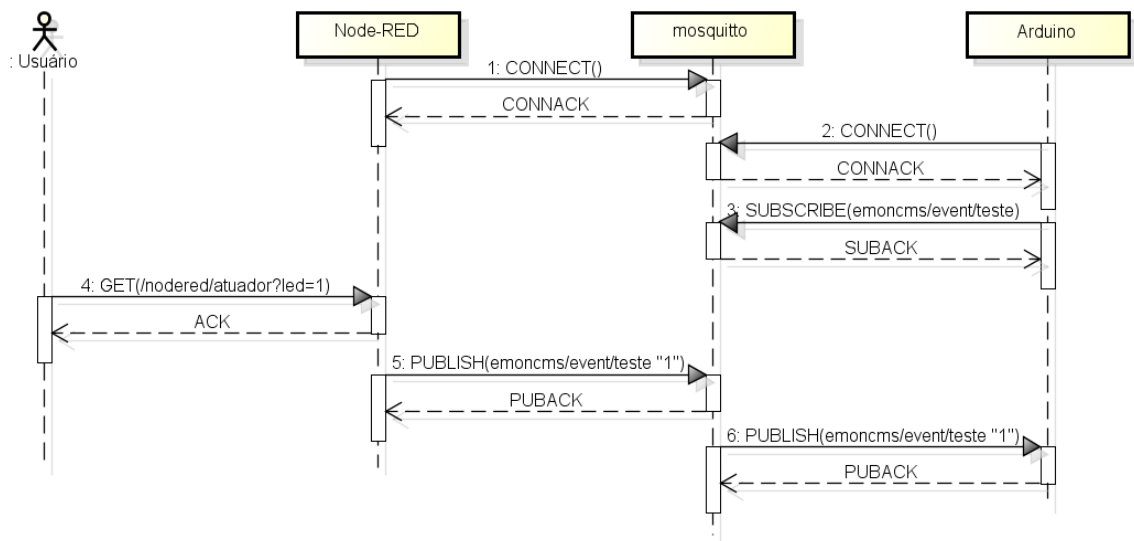 : Usuário
Node-RED
mosquitto
Arduino
1: CONNECT()
CONNACK
2: CONNECT()
CONNACK
3: SUBSCRIBE(emoncms/event/teste)
SUBACK
4: GET(/nodered/atuador?led=1)
ACK
5: PUBLISH(emoncms/event/teste "1")
PUBACK
6: PUBLISH(emoncms/event/teste "1")
PUBACK